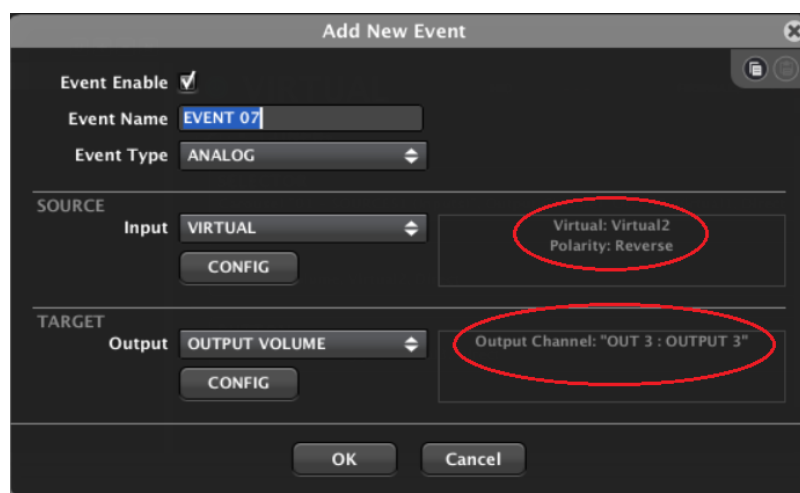 Add New Event
Event Enable
Event Name EVENT 07
Event Type ANALOG
SOURCE
Input VIRTUAL
Virtual: Virtual2
Polarity: Reverse
CONFIG
TARGET
Output OUTPUT VOLUME
Output Channel: "OUT 3 : OUTPUT 3"
CONFIG
OK Cancel